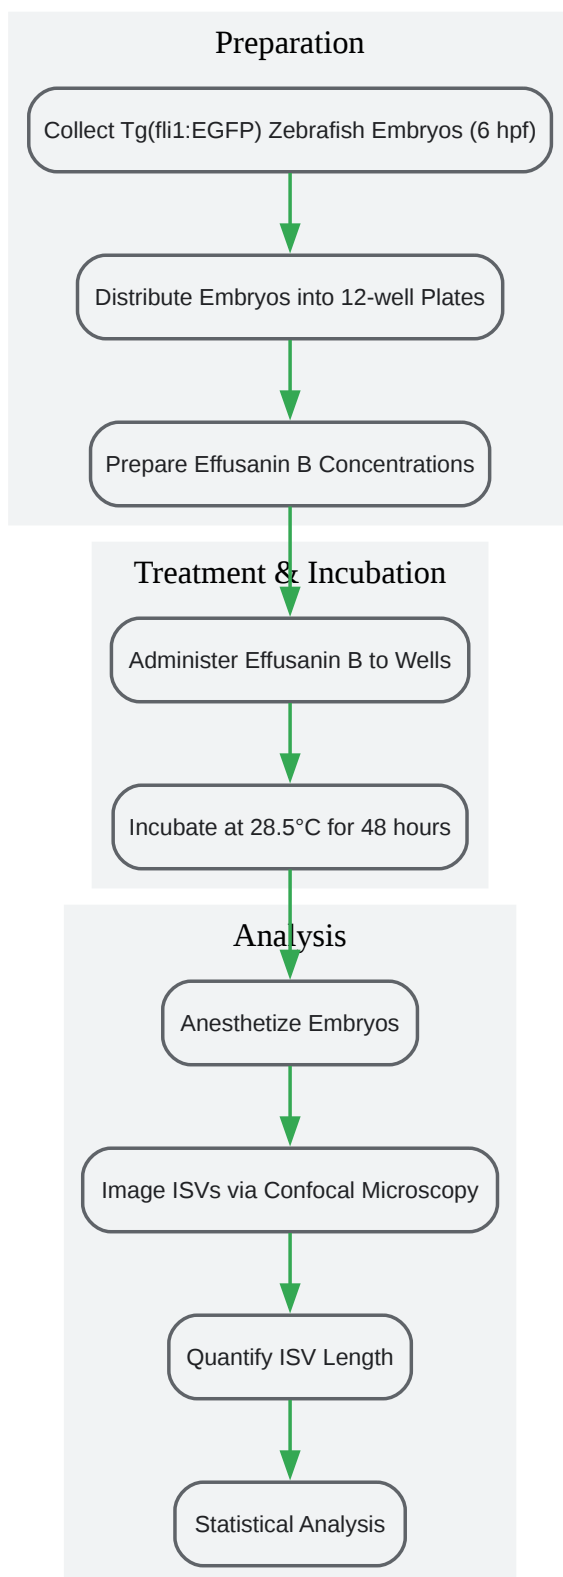 Preparation
Collect Tg(fli1:EGFP) Zebrafish Embryos (6 hpf)
Distribute Embryos into 12-well Plates
Prepare Effusanin B Concentrations
Treatment & Incubation
Administer Effusanin B to Wells
Incubate at 28.5°C for 48 hours
Analysis
Anesthetize Embryos
Image ISVs via Confocal Microscopy
Quantify ISV Length
Statistical Analysis